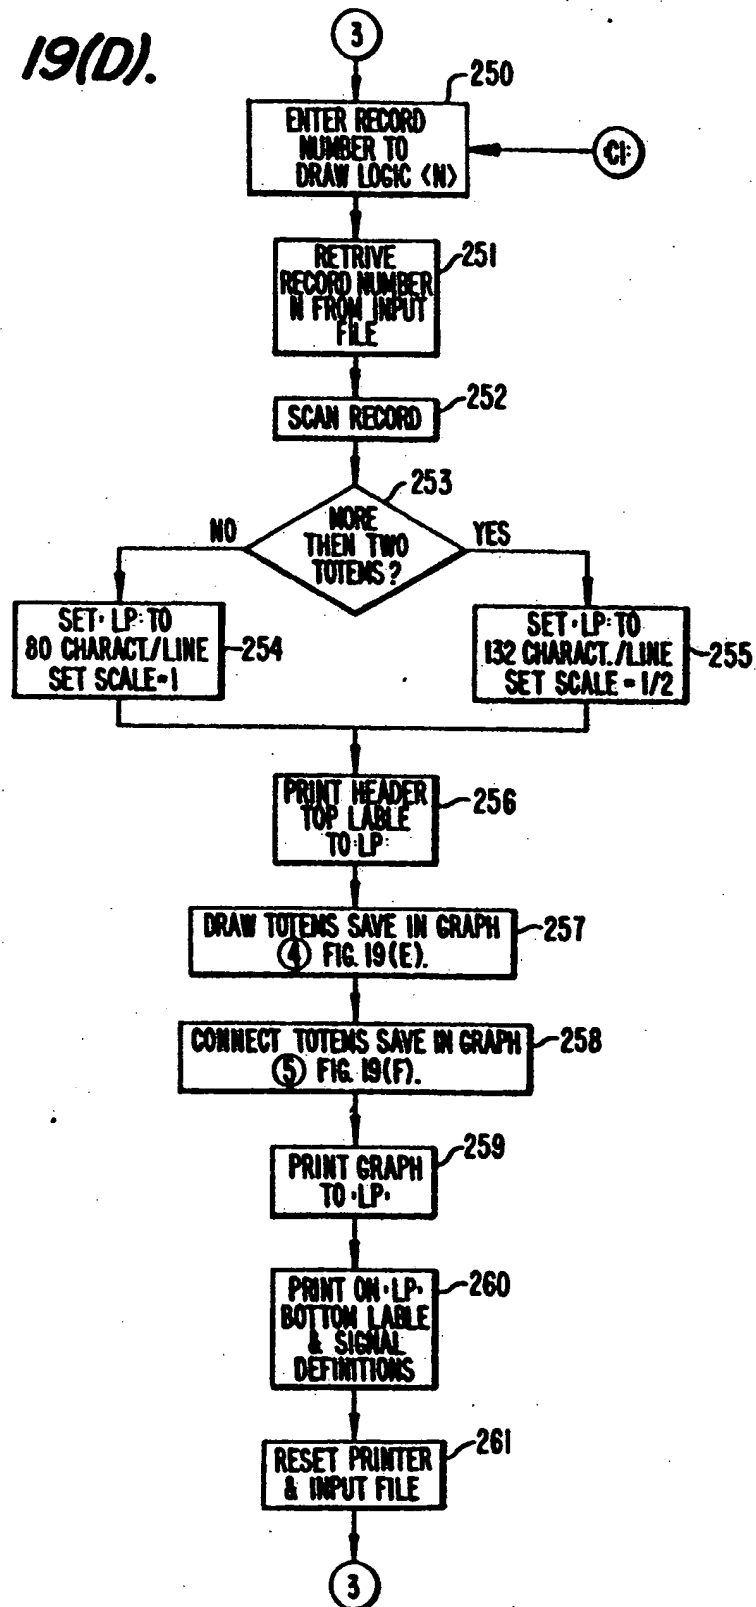 19(D).
3
250
ENTER RECORD
NUMBER TO
DRAW LOGIC <N>
:CI:
251
RETRIVE
RECORD NUMBER
N FROM INPUT
FILE
252
SCAN RECORD
253
MORE
THEN TWO
TOTEMS?
NO
YES
SET :LP: TO
80 CHARACT./LINE
SET SCALE=1
254
SET :LP: TO
132 CHARACT./LINE
SET SCALE = 1/2
255
PRINT HEADER
TOP LABLE
TO :LP:
256
DRAW TOTEMS SAVE IN GRAPH
4 FIG. 19(E).
257
CONNECT TOTEMS SAVE IN GRAPH
5 FIG. 19(F).
258
259
PRINT GRAPH
TO :LP:
260
PRINT ON :LP:
BOTTOM LABLE
& SIGNAL
DEFINITIONS
261
RESET PRINTER
& INPUT FILE
3